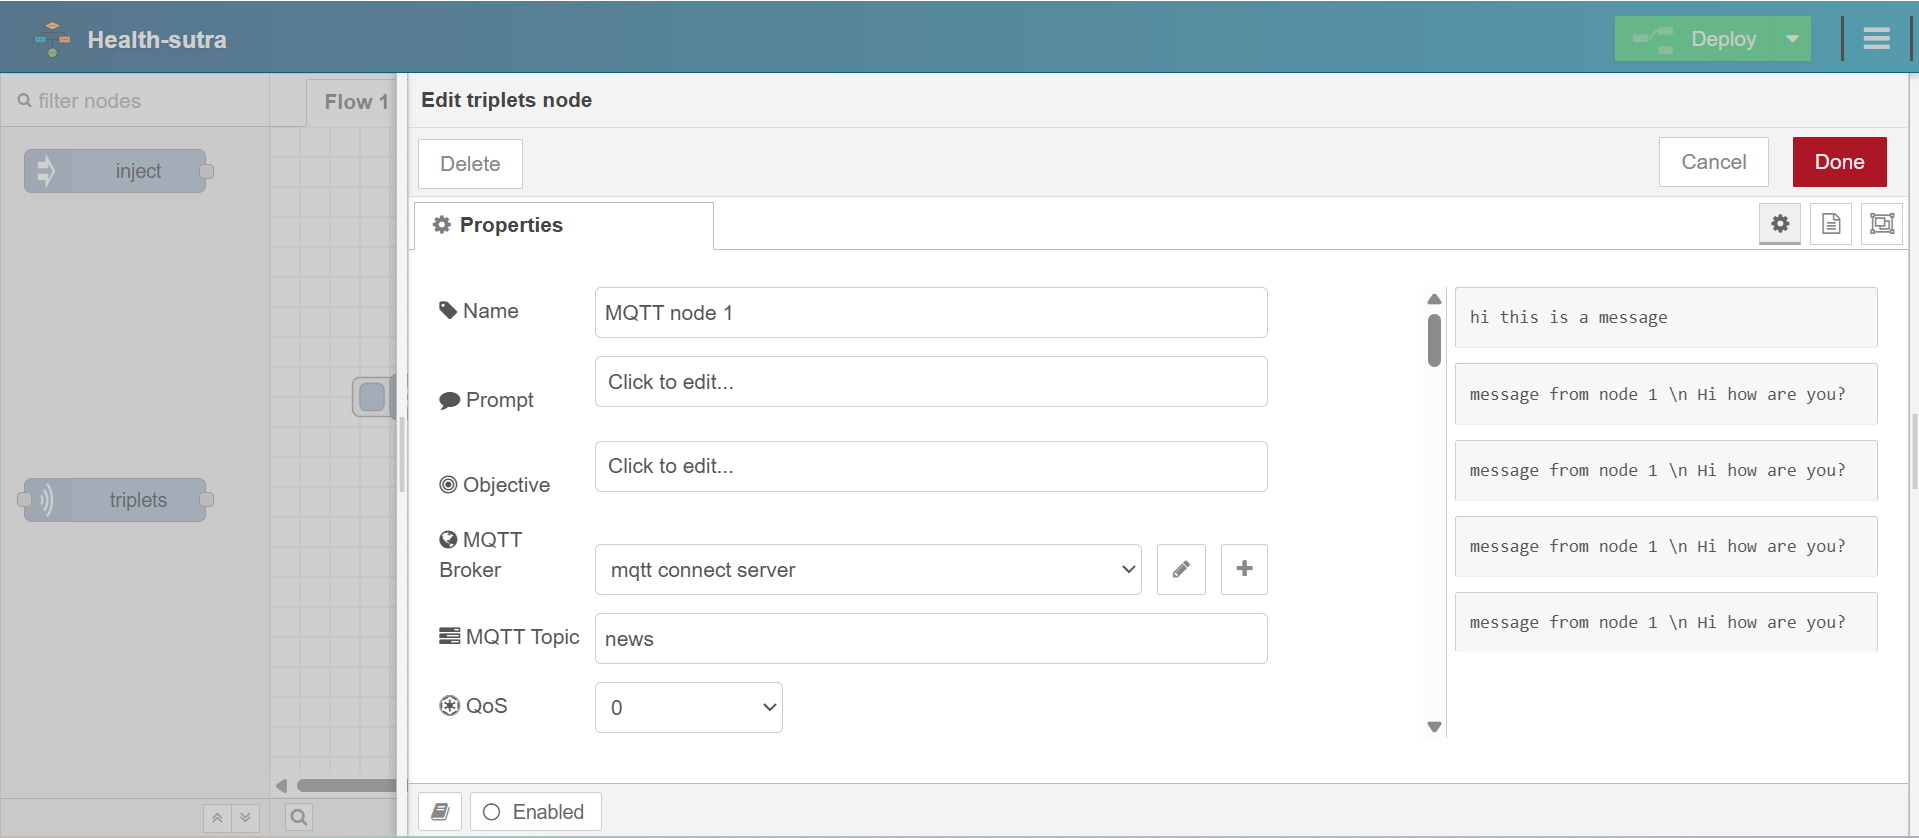 Health-sutra
Deploy
filter nodes
Flow 1
inject
triplets
Edit triplets node
Delete
Cancel
Done
Properties
Name
MQTT node 1
Prompt
Click to edit...
Objective
Click to edit...
MQTT
Broker
mqtt connect server
MQTT Topic
news
QoS
0
hi this is a message
message from node 1 \n Hi how are you?
message from node 1 \n Hi how are you?
message from node 1 \n Hi how are you?
message from node 1 \n Hi how are you?
Enabled